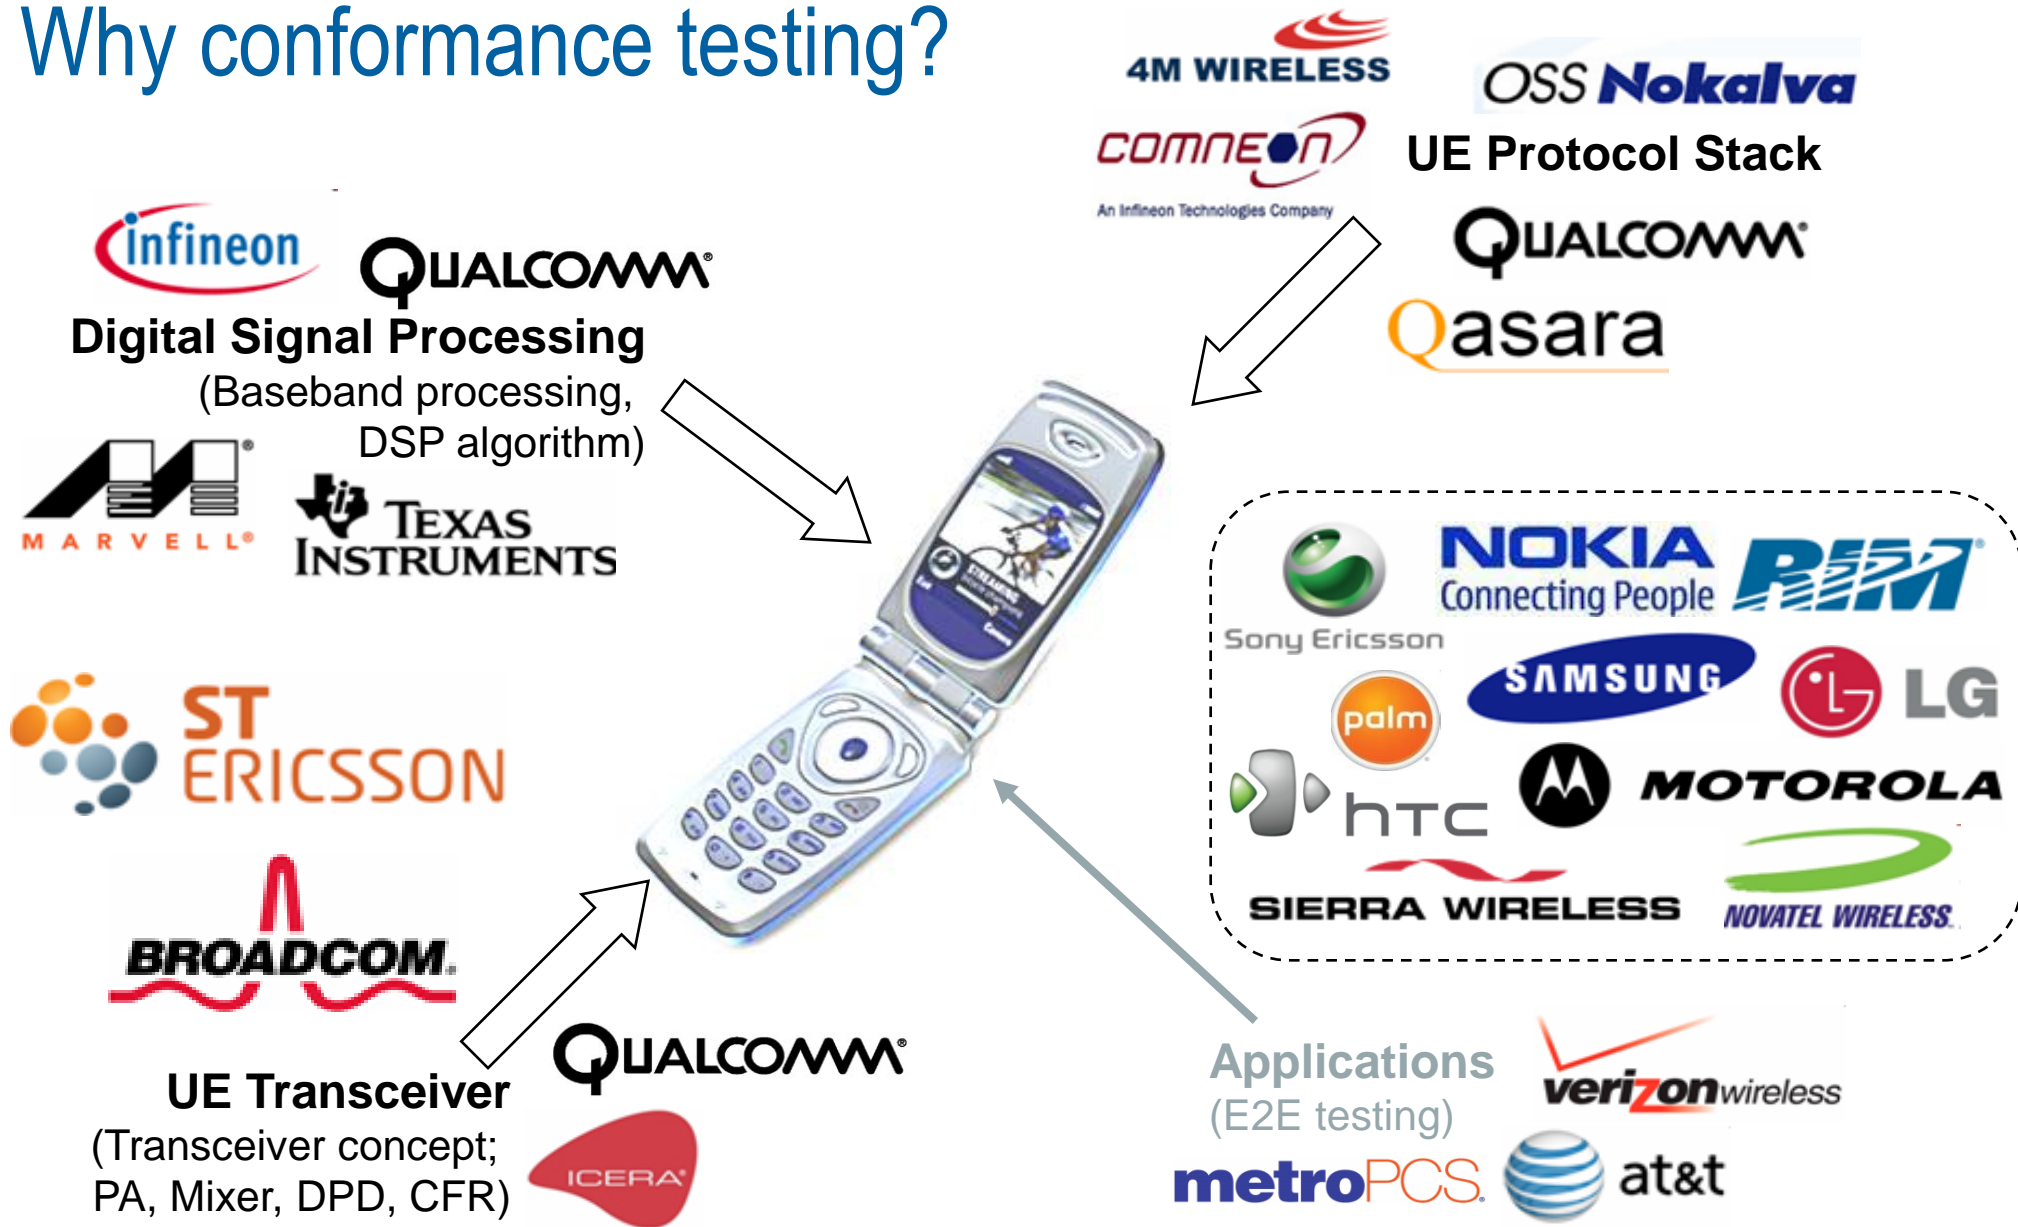 Why conformance testing?
4M WIRELESS
OSS Nokalva
comneon
An Infineon Technologies Company
UE Protocol Stack
QUALCOMM®
Qasara
infineon
QUALCOMM®
Digital Signal Processing
(Baseband processing,
DSP algorithm)
MARVELL®
TEXAS
INSTRUMENTS
ST
ERICSSON
BROADCOM.
UE Transceiver
(Transceiver concept;
PA, Mixer, DPD, CFR)
QUALCOMM®
ICERA®
STREAMING
Exit
Sony Ericsson
NOKIA
Connecting People
RIM
SAMSUNG
LG
palm
hTC
MOTOROLA
SIERRA WIRELESS
NOVATEL WIRELESS.
Applications
(E2E testing)
verizonwireless
metroPCS.
at&t